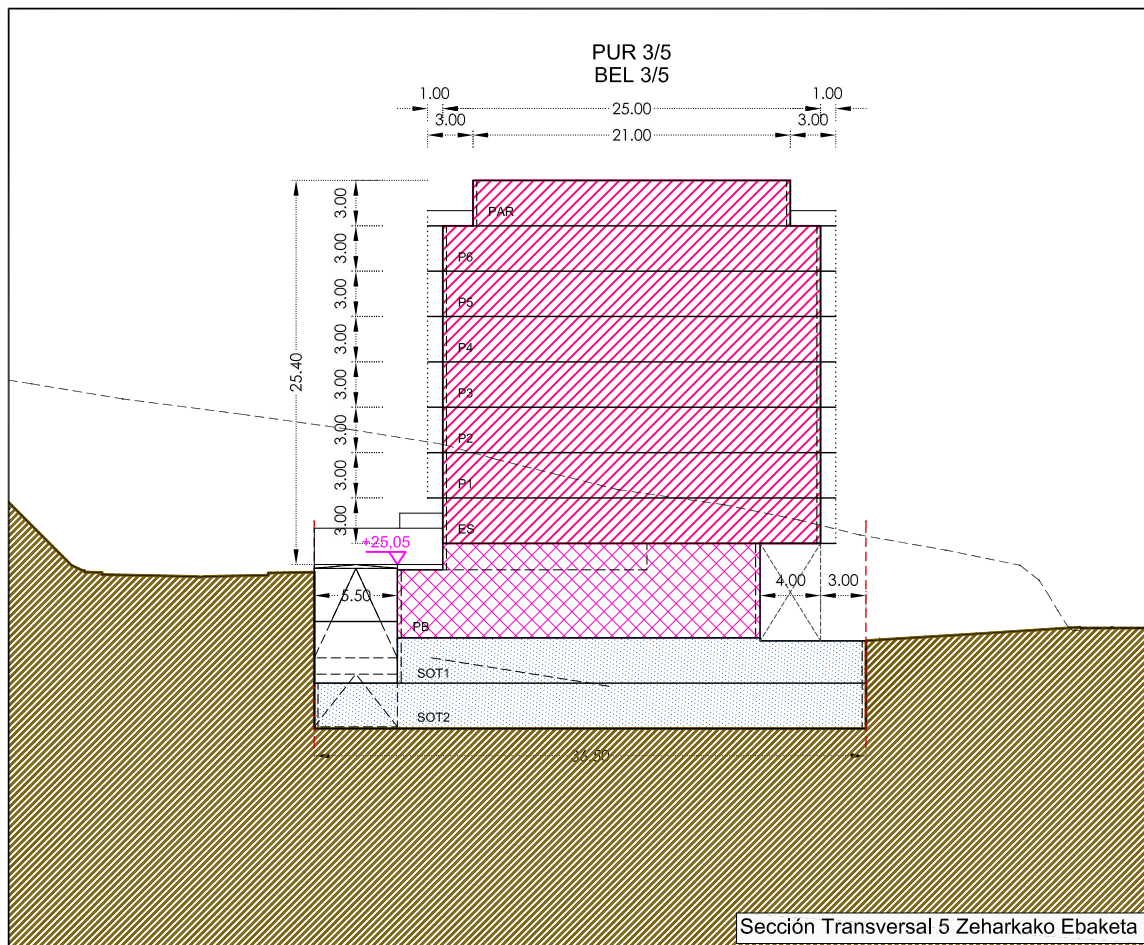 PUR 3/5
BEL 3/5
1.00 25.00 1.00
3.00 21.00 3.00
3.00
PAR
3.00
P6
3.00
P5
3.00
P4
25.40
3.00
P3
3.00
P2
3.00
P1
3.00
ES
+25,05
5.50
4.00 3.00
PB
SOT1
SOT2
36.50
Sección Transversal 5 Zeharkako Ebaketa